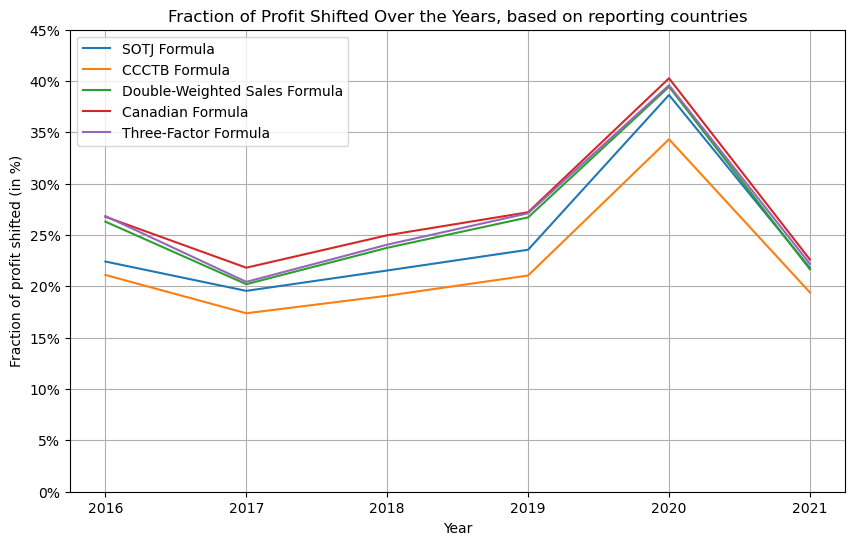 Fraction of Profit Shifted Over the Years, based on reporting countries
SOTJ Formula
CCCTB Formula
Double-Weighted Sales Formula
Canadian Formula
Three-Factor Formula
Fraction of profit shifted (in %)
45%
40%
35%
30%
25%
20%
15%
10%
5%
0%
2016 2017 2018 2019 2020 2021
Year